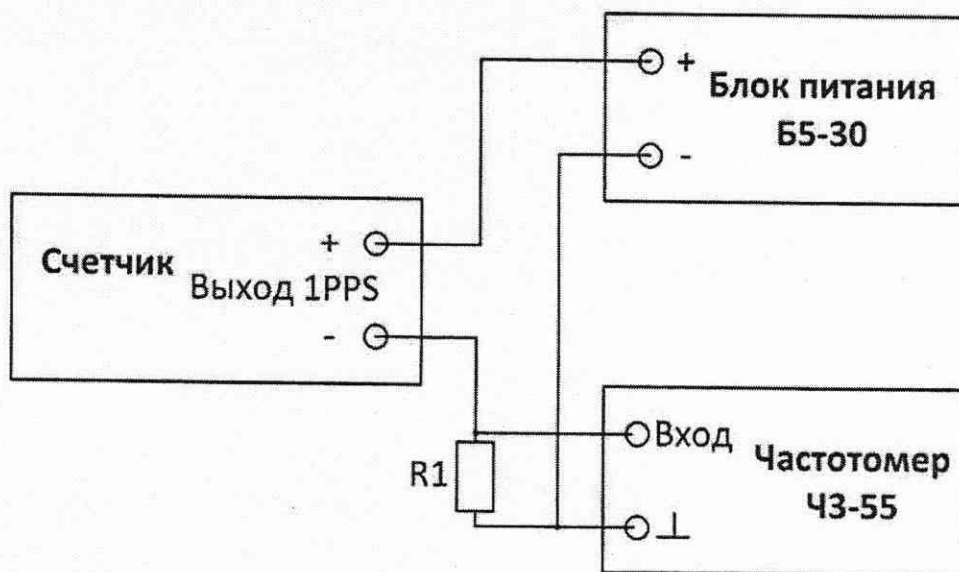 +
Блок питания
Б5-30
-
Счетчик
+
Выход 1PPS
-
R1
Вход
Частотомер
Ч3-55
⊥